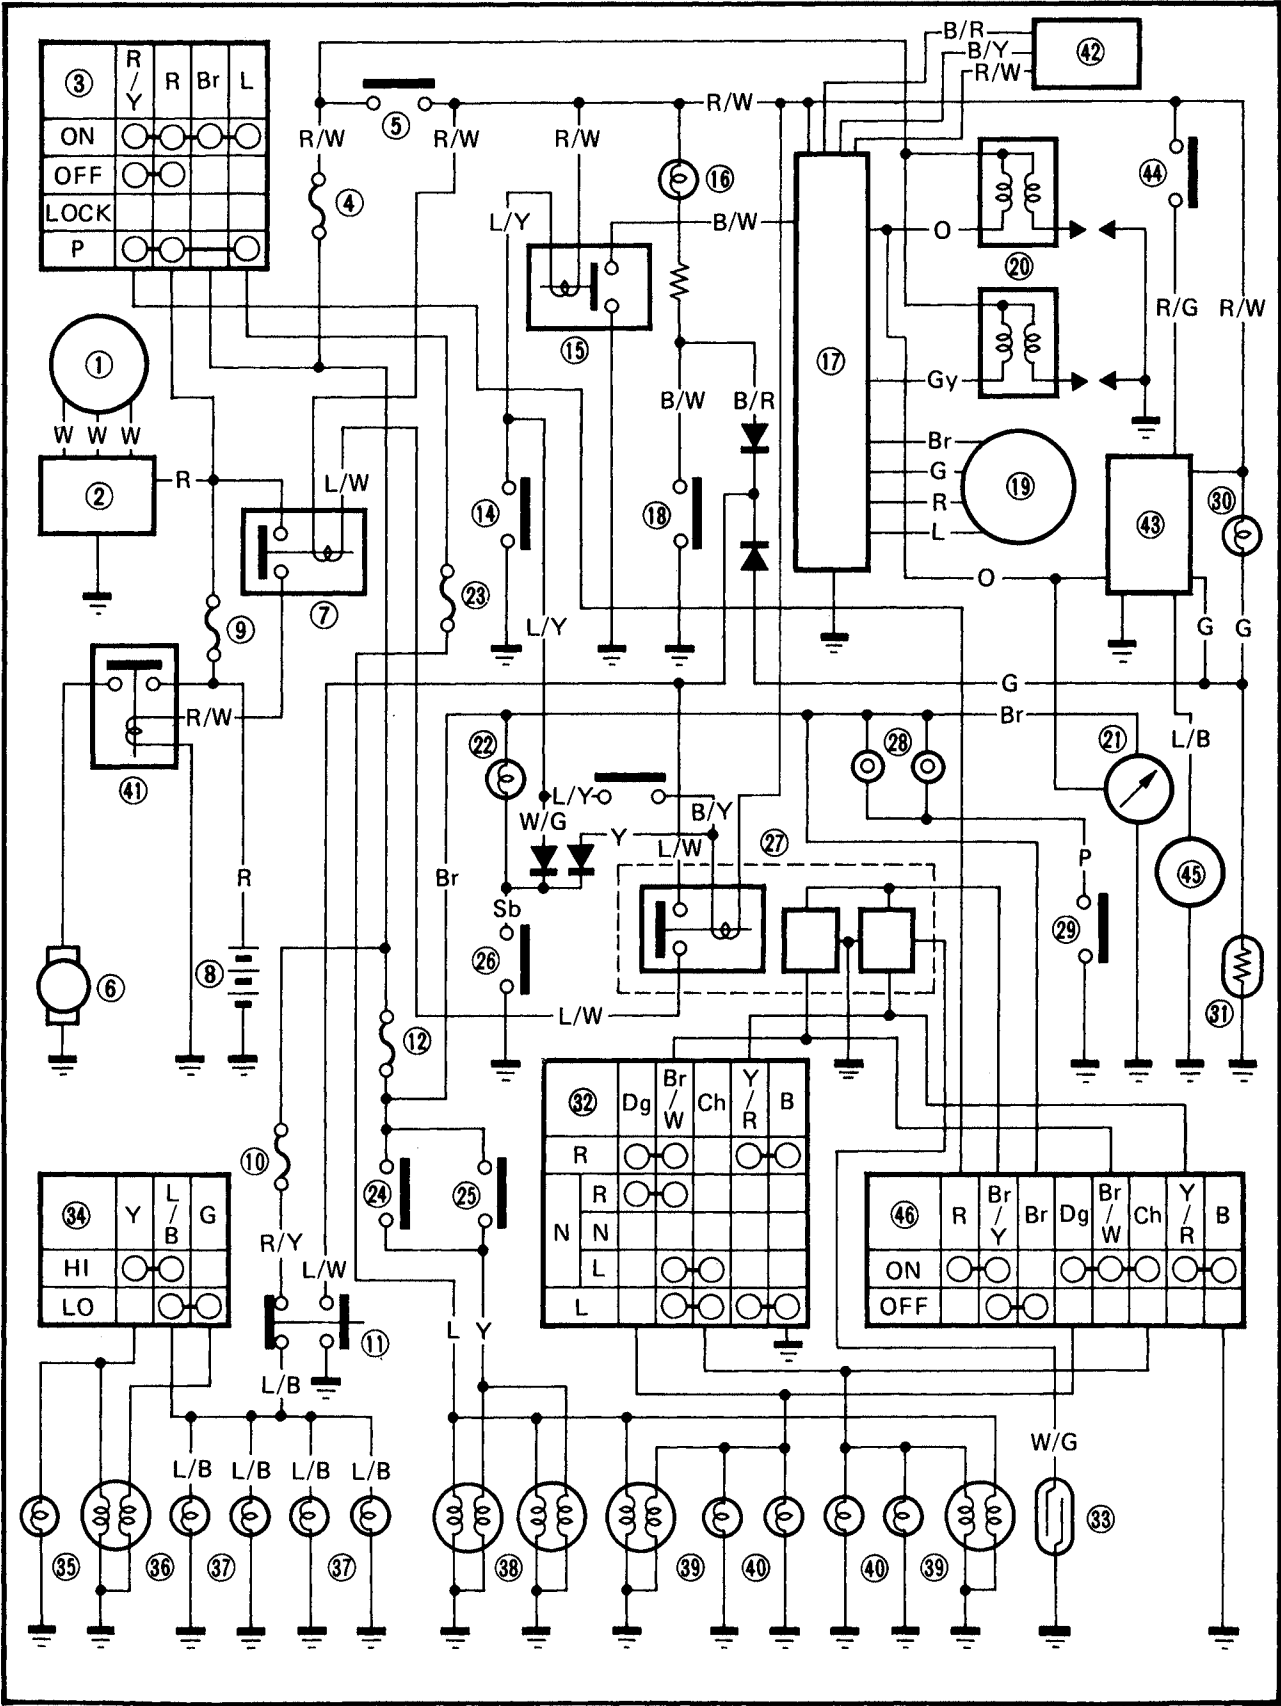 B/R
B/Y
R/W
42
3
R/Y
R
Br
L
ON
OFF
LOCK
P
5
R/W
R/W
R/W
R/W
4
16
44
L/Y
B/W
O
20
15
17
R/G
R/W
1
Gy
W
W
W
B/W
B/R
Br
G
R
L
19
2
R
L/W
14
18
43
30
7
23
O
9
L/Y
G
G
R/W
G
Br
22
28
21
L/B
41
L/Y
B/Y
W/G
Y
L/W
27
R
Br
P
45
Sb
8
6
26
29
31
L/W
12
32
Dg
Br/W
Ch
Y/R
B
R
N
R
N
L
L
10
24
25
34
Y
L/B
G
HI
LO
R/Y
L/W
46
R
Br/Y
Br
Dg
Br/W
Ch
Y/R
B
ON
OFF
11
L
Y
L/B
L/B
L/B
L/B
L/B
W/G
33
35
36
37
37
38
39
40
40
39